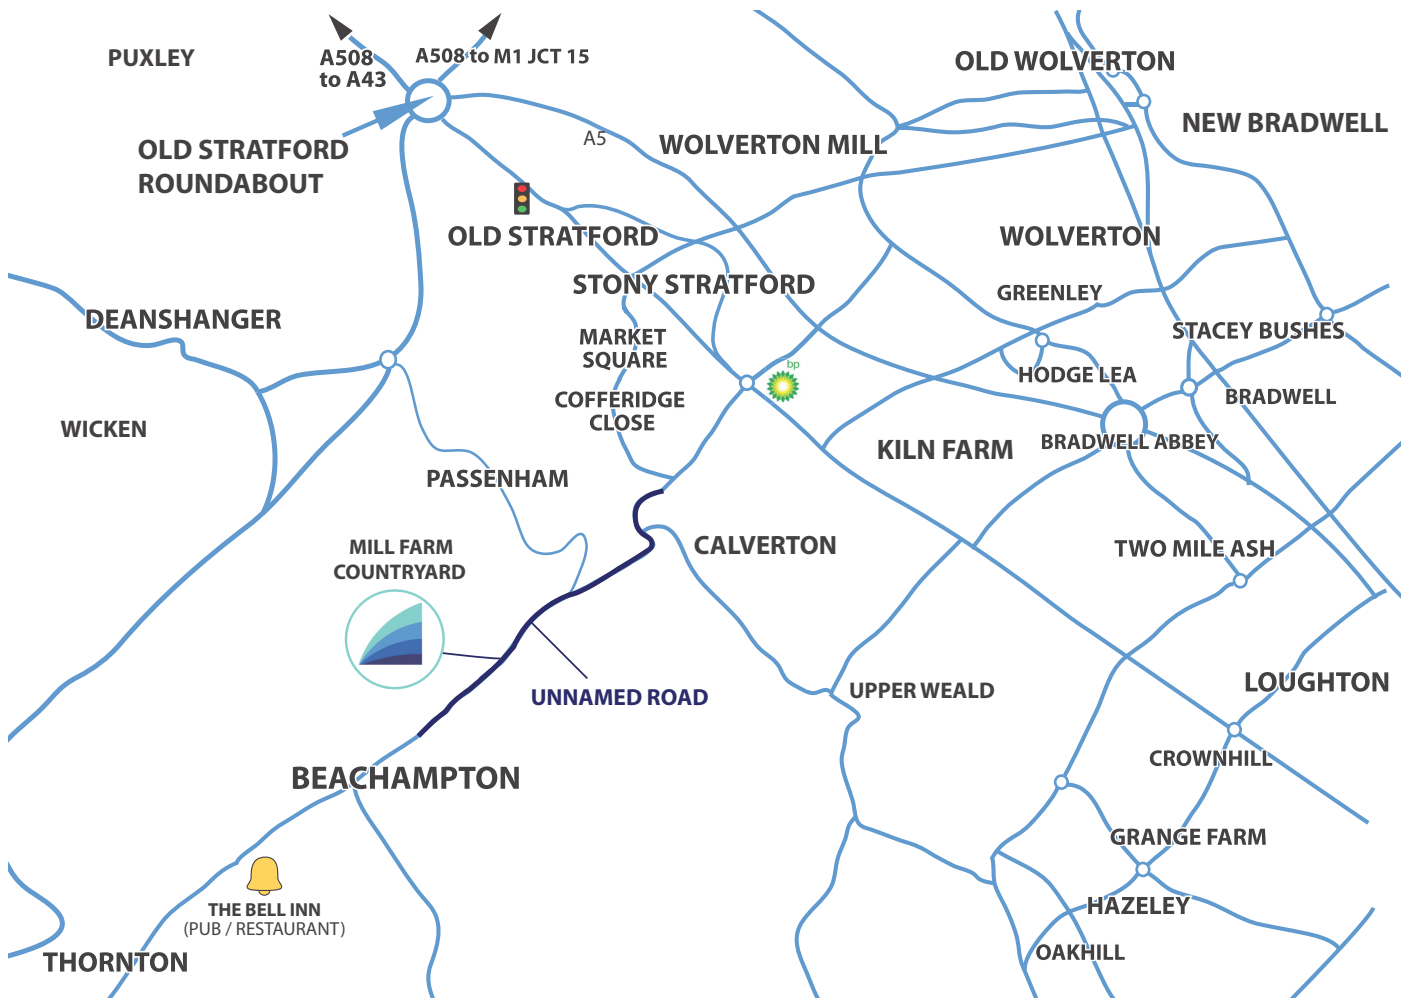 PUXLEY
A508
to A43
A508 to M1 JCT 15
OLD WOLVERTON
NEW BRADWELL
A5
WOLVERTON MILL
OLD STRATFORD
ROUNDABOUT
OLD STRATFORD
WOLVERTON
STONY STRATFORD
GREENLEY
DEANSHANGER
STACEY BUSHES
MARKET
SQUARE
bp
HODGE LEA
COFFERIDGE
CLOSE
BRADWELL
WICKEN
KILN FARM
BRADWELL ABBEY
PASSENHAM
CALVERTON
TWO MILE ASH
MILL FARM
COUNTRYARD
UNNAMED ROAD
UPPER WEALD
LOUGHTON
CROWNHILL
BEACHAMPTON
GRANGE FARM
THE BELL INN
(PUB / RESTAURANT)
HAZELEY
OAKHILL
THORNTON